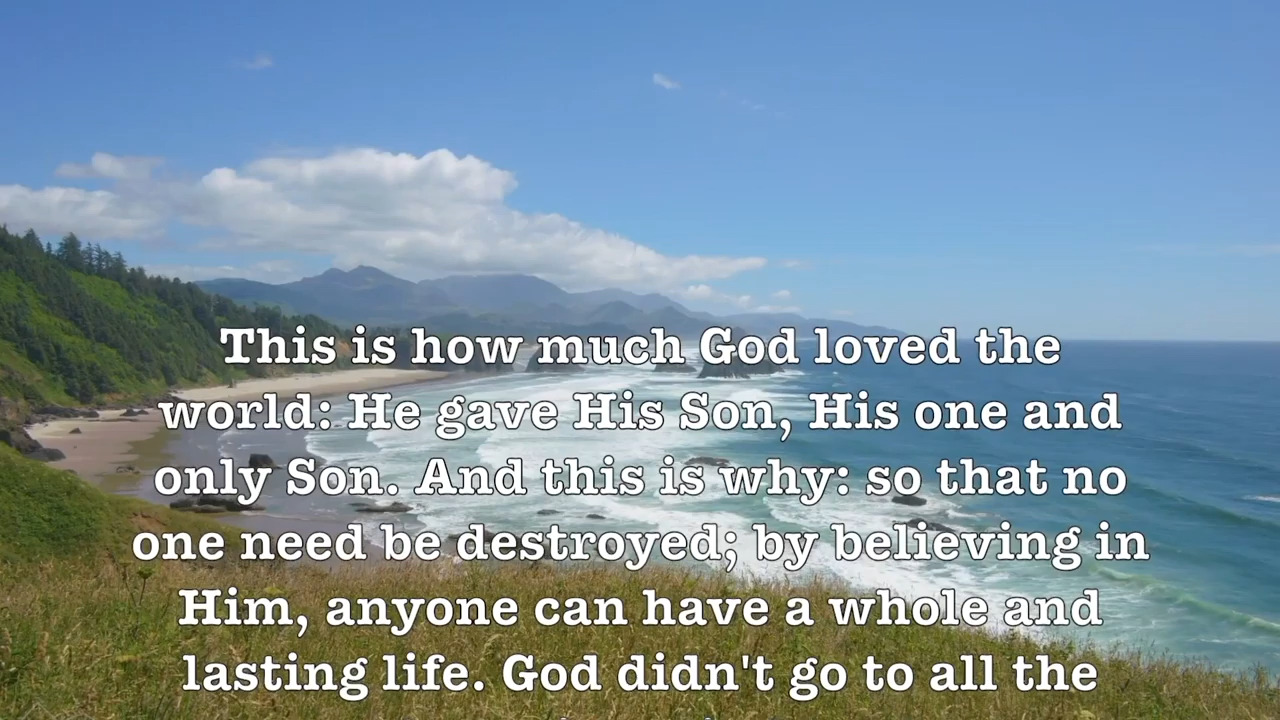 This is how much God loved the
world: He gave His Son, His one and
only Son. And this is why: so that no
one need be destroyed; by believing in
Him, anyone can have a whole and
lasting life. God didn't go to all the